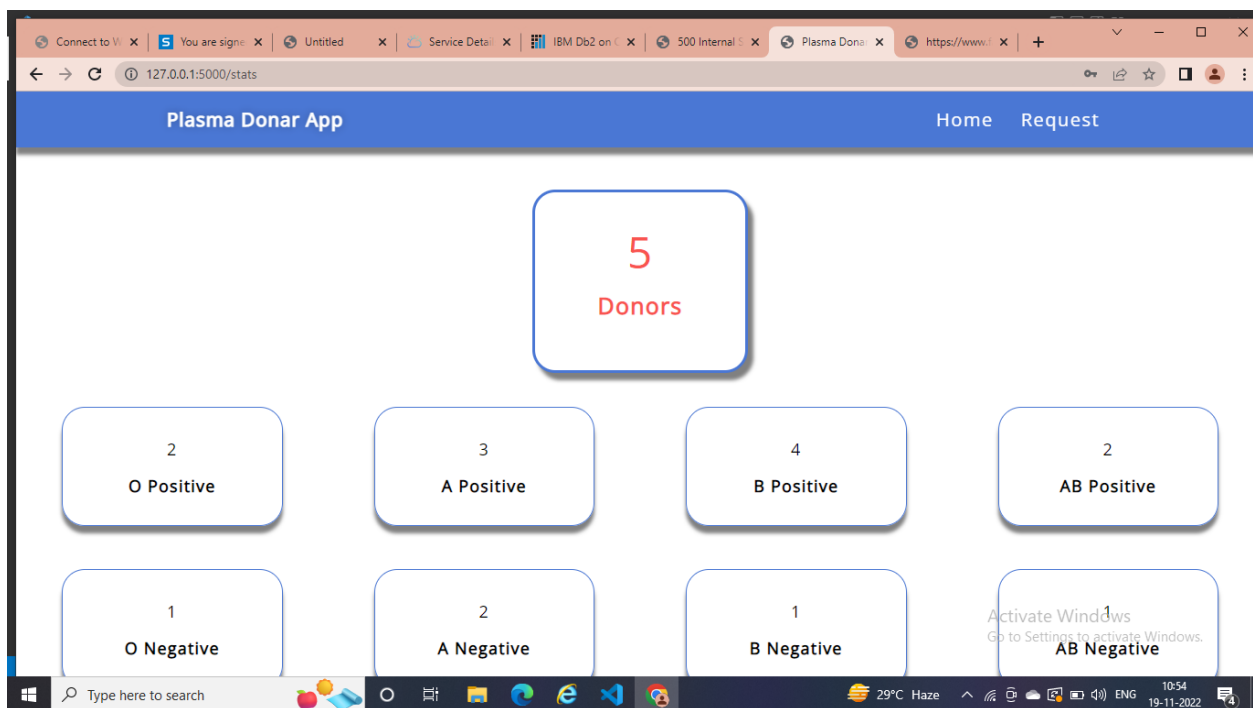 Connect to W
S You are signe
Untitled
Service Detail
IBM Db2 on C
500 Internal S
Plasma Dona
https://www.f
127.0.0.1:5000/stats
Plasma Donar App
Home Request
5
Donors
2 3 4 2
O Positive A Positive B Positive AB Positive
1 2 1 1
O Negative A Negative B Negative AB Negative
Activate Windows
Go to Settings to activate Windows.
Type here to search
29°C Haze
ENG
10:54
19-11-2022
4